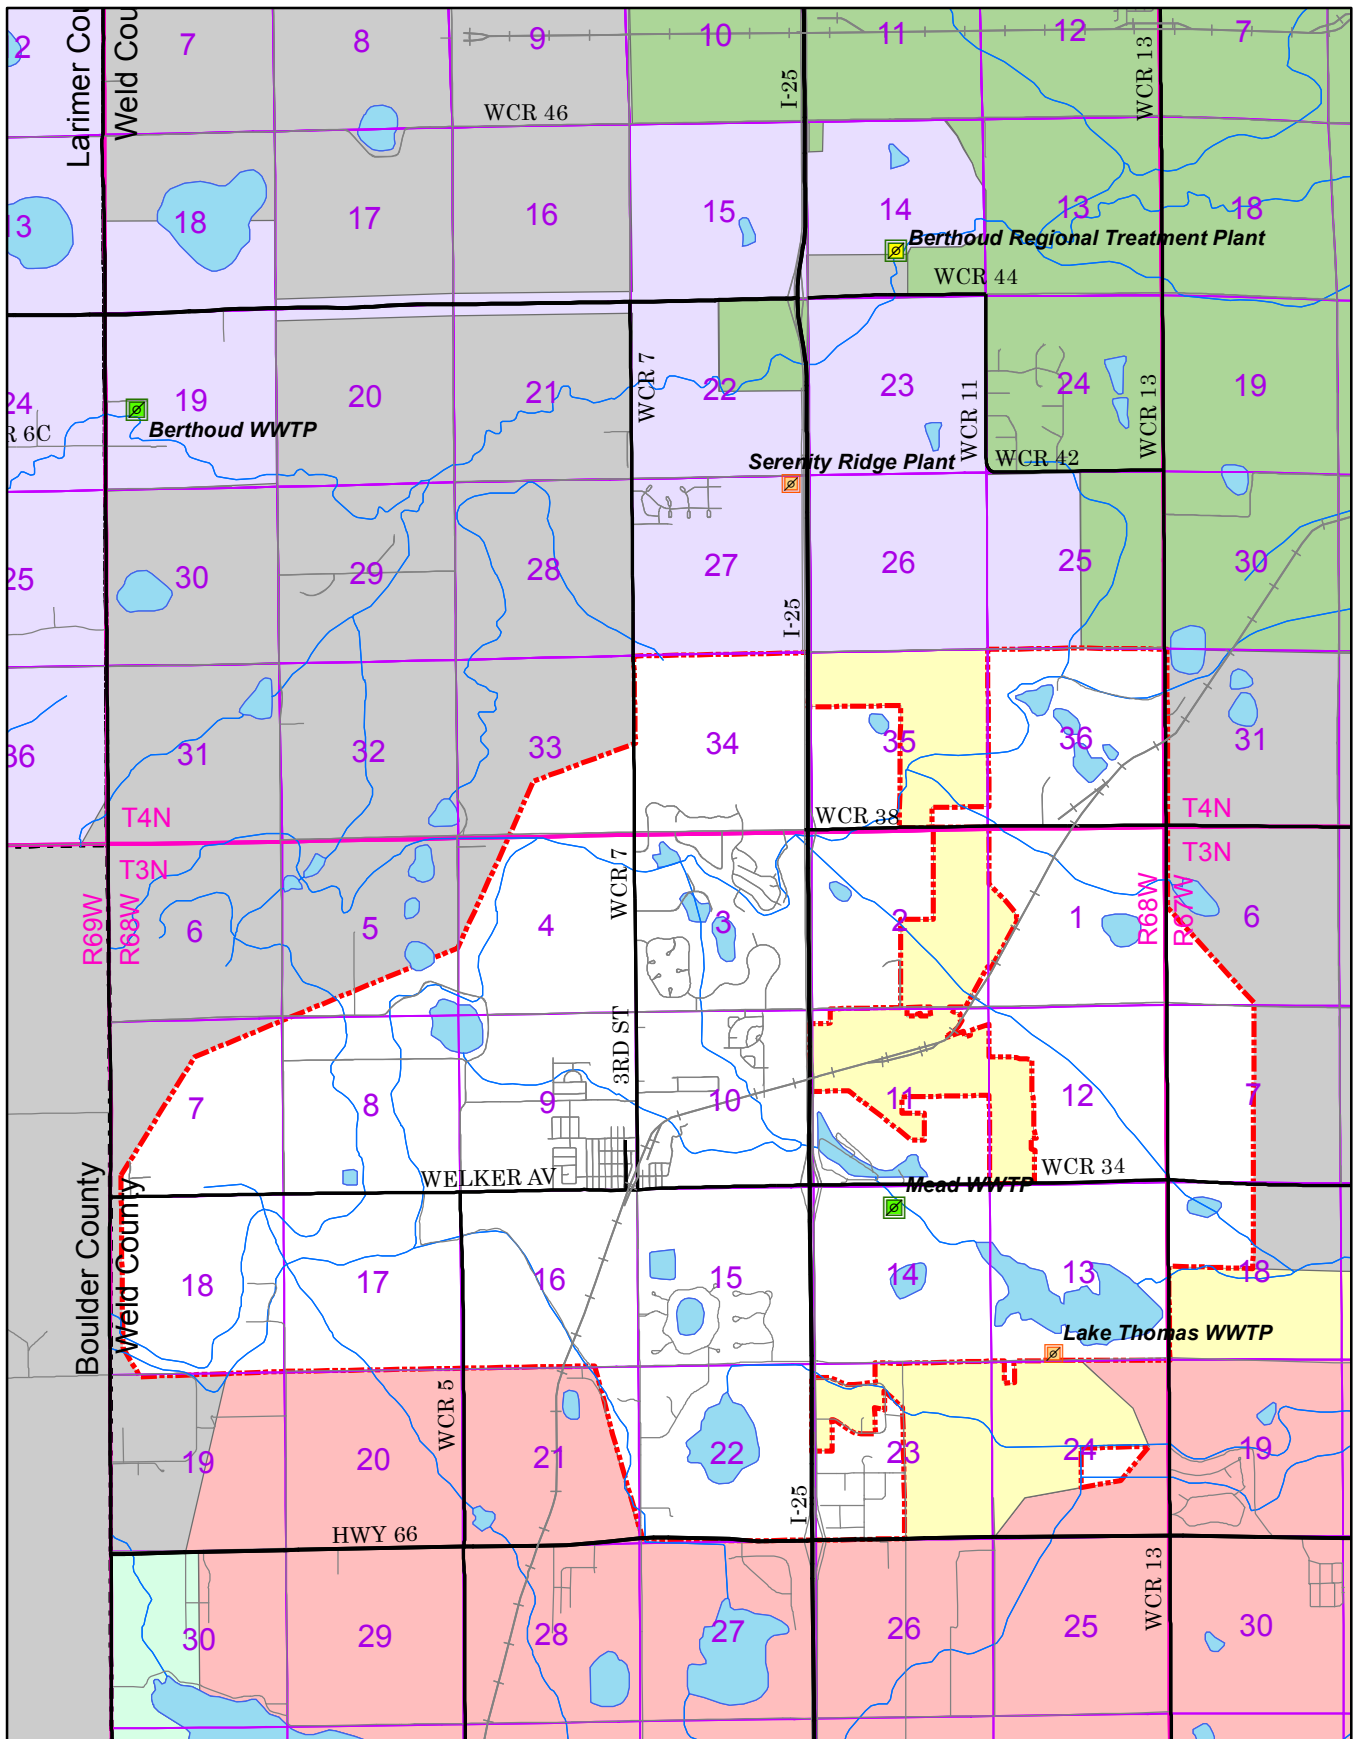 2
7
8
9
10
11
12
7
Larimer Cou
Weld Cou
I-25
WCR 13
WCR 46
13
18
17
16
15
14
13
18
Berthoud Regional Treatment Plant
WCR 44
24
19
20
21
WCR 7
22
23
WCR 11
24
WCR 13
19
R 6C
Berthoud WWTP
Serenity Ridge Plant
WCR 42
25
30
29
28
27
26
25
30
I-25
36
31
32
33
34
35
36
31
T4N
WCR 38
T4N
T3N
T3N
R69W
R68W
6
5
4
WCR 7
3
2
1
R68W
R67W
6
3RD ST
7
8
9
10
11
12
7
WELKER AV
WCR 34
Mead WWTP
Boulder County
Weld County
18
17
16
15
14
13
18
Lake Thomas WWTP
WCR 5
19
20
21
22
23
24
19
I-25
HWY 66
30
29
28
27
26
25
WCR 13
30